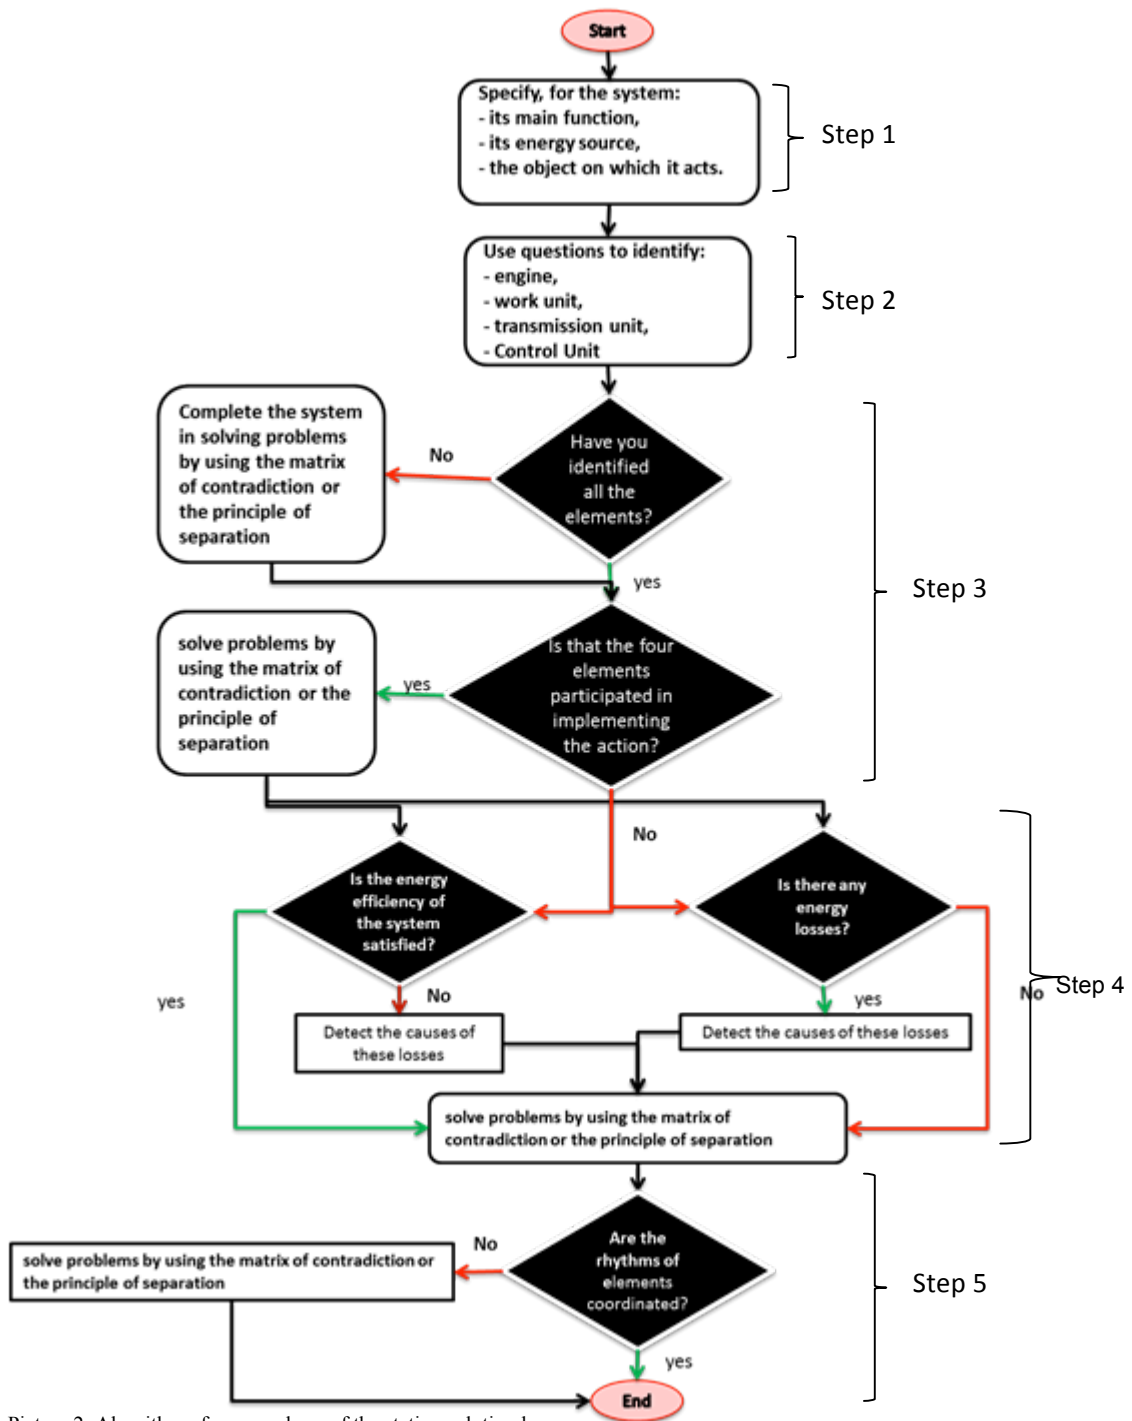 Start
Specify, for the system:
- its main function,
- its energy source,
- the object on which it acts.
Step 1
Use questions to identify:
- engine,
- work unit,
- transmission unit,
- Control Unit
Step 2
Have you
identified
all the
elements?
No
Complete the system
in solving problems
by using the matrix
of contradiction or
the principle of
separation
yes
Step 3
Is that the four
elements
participated in
implementing
the action?
yes
solve problems by
using the matrix of
contradiction or the
principle of
separation
No
Is the energy
efficiency of
the system
satisfied?
Is there any
energy
losses?
yes
No
yes
No
Step 4
Detect the causes of
these losses
Detect the causes of these losses
solve problems by using the matrix of
contradiction or the principle of separation
Are the
rhythms of
elements
coordinated?
No
solve problems by using the matrix of contradiction or
the principle of separation
Step 5
yes
End